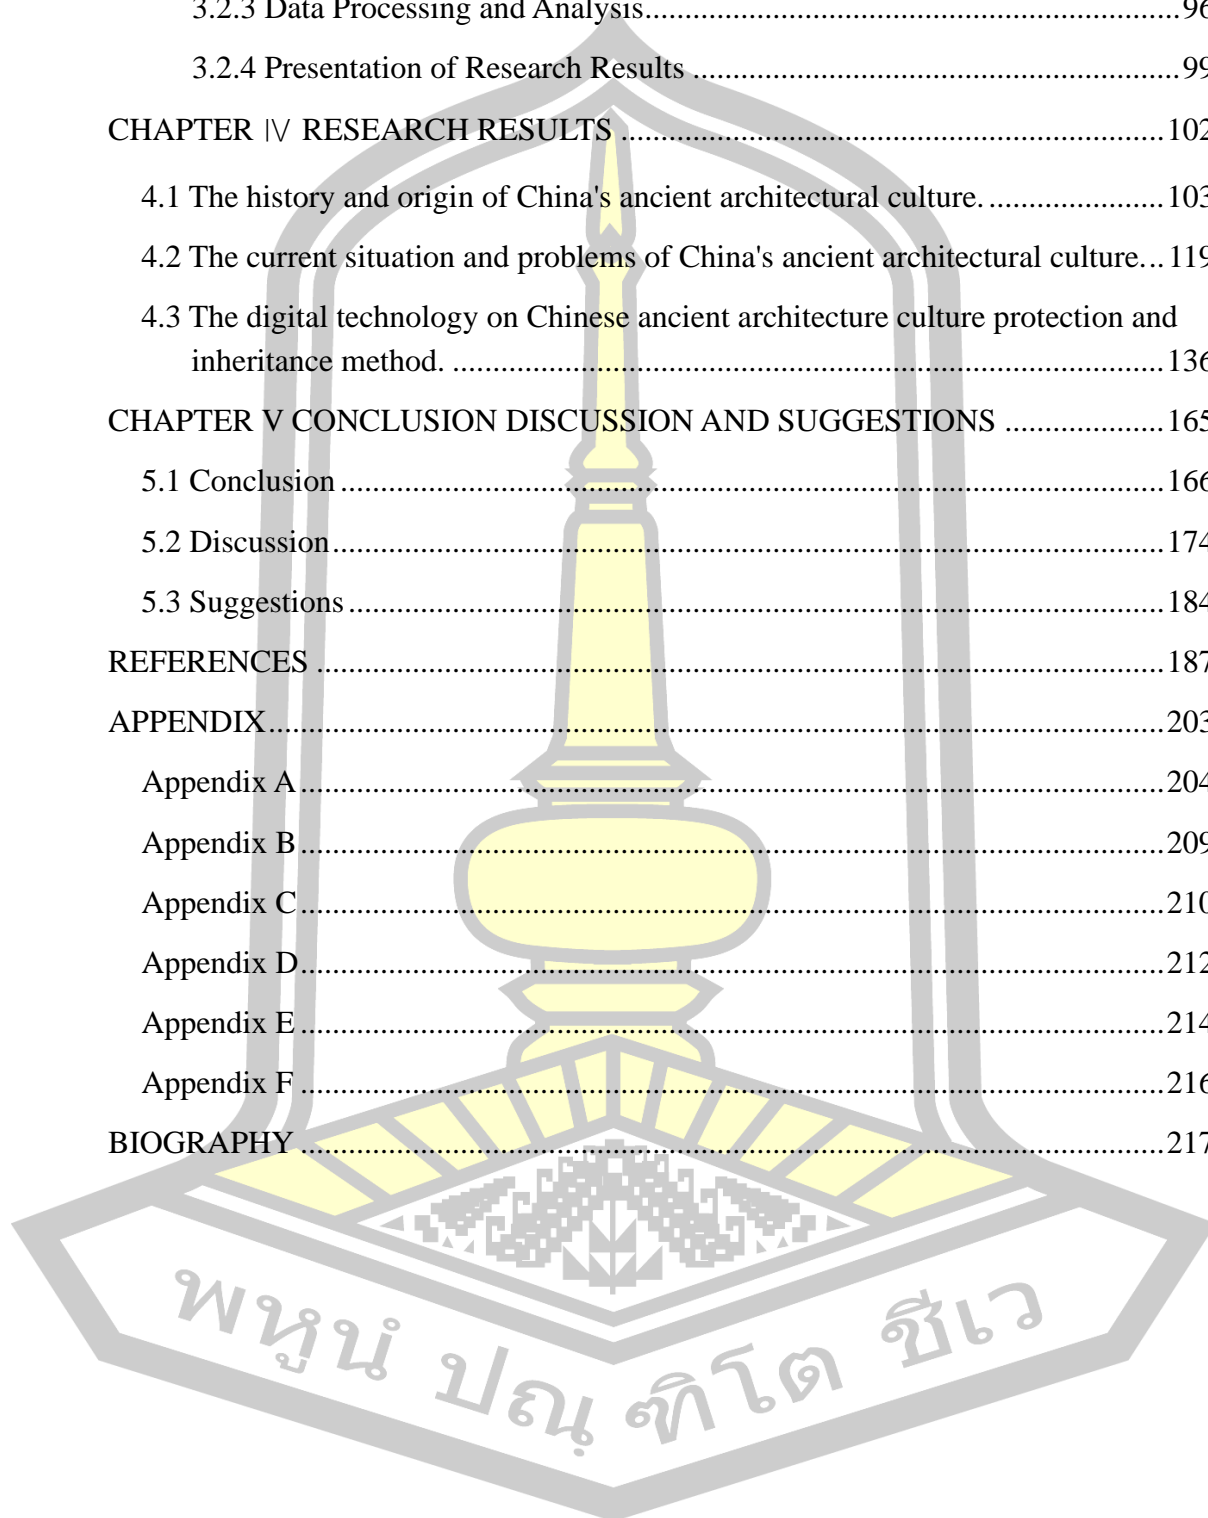 3.2.3 Data Processing and Analysis..........96
3.2.4 Presentation of Research Results..........99
CHAPTER IV RESEARCH RESULTS..........102
4.1 The history and origin of China's ancient architectural culture...........103
4.2 The current situation and problems of China's ancient architectural culture...119
4.3 The digital technology on Chinese ancient architecture culture protection and
inheritance method...........136
CHAPTER V CONCLUSION DISCUSSION AND SUGGESTIONS..........165
5.1 Conclusion..........166
5.2 Discussion..........174
5.3 Suggestions..........184
REFERENCES..........187
APPENDIX..........203
Appendix A..........204
Appendix B..........209
Appendix C..........210
Appendix D..........212
Appendix E..........214
Appendix F..........216
BIOGRAPHY..........217
พหูนํ ปณฺฑิโต ชีเว